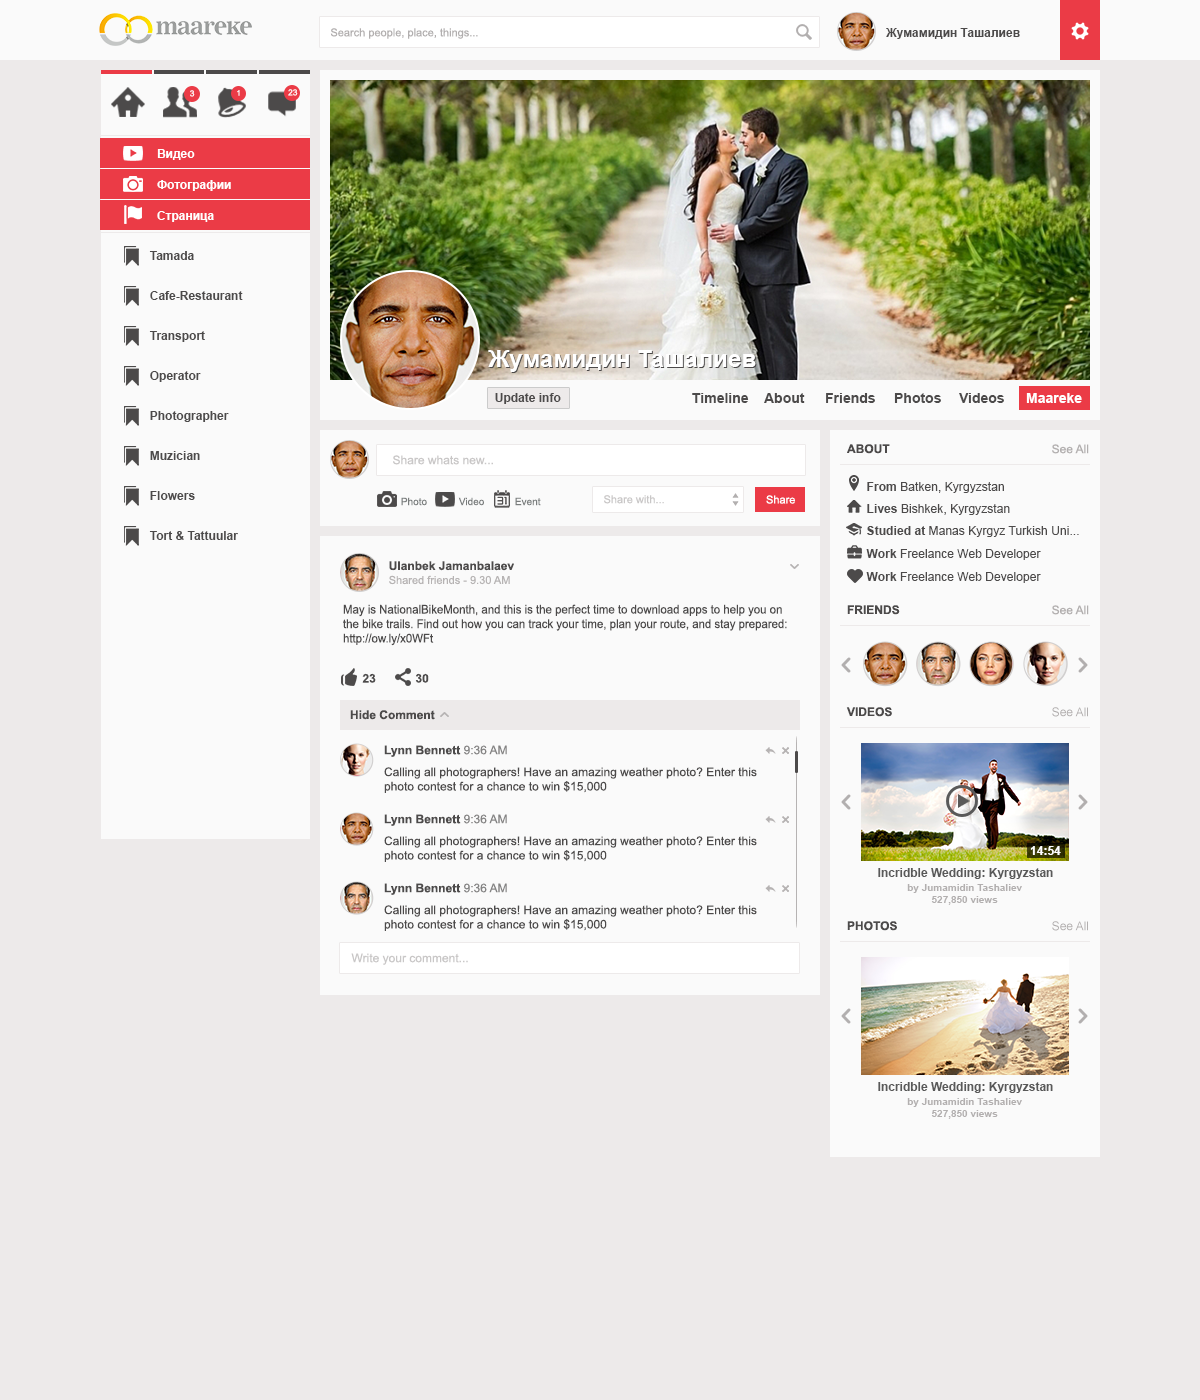 maareke
Search people, place, things...
Жумамидин Ташалиев
3
1
23
Видео
Фотографии
Страница
Tamada
Cafe-Restaurant
Transport
Operator
Photographer
Muzician
Flowers
Tort & Tattuular
Жумамидин Ташалиев
Update info
Timeline About Friends Photos Videos Maareke
Share whats new...
Photo Video 31 Event
Share with...
Share
Ulanbek Jamanbalaev
Shared friends - 9.30 AM
May is NationalBikeMonth, and this is the perfect time to download apps to help you on
the bike trails. Find out how you can track your time, plan your route, and stay prepared:
http://ow.ly/x0WFt
23 30
Hide Comment
Lynn Bennett 9:36 AM
Calling all photographers! Have an amazing weather photo? Enter this
photo contest for a chance to win $15,000
Lynn Bennett 9:36 AM
Calling all photographers! Have an amazing weather photo? Enter this
photo contest for a chance to win $15,000
Lynn Bennett 9:36 AM
Calling all photographers! Have an amazing weather photo? Enter this
photo contest for a chance to win $15,000
Write your comment...
ABOUT See All
From Batken, Kyrgyzstan
Lives Bishkek, Kyrgyzstan
Studied at Manas Kyrgyz Turkish Uni...
Work Freelance Web Developer
Work Freelance Web Developer
FRIENDS See All
VIDEOS See All
14:54
Incridble Wedding: Kyrgyzstan
by Jumamidin Tashaliev
527,850 views
PHOTOS See All
Incridble Wedding: Kyrgyzstan
by Jumamidin Tashaliev
527,850 views